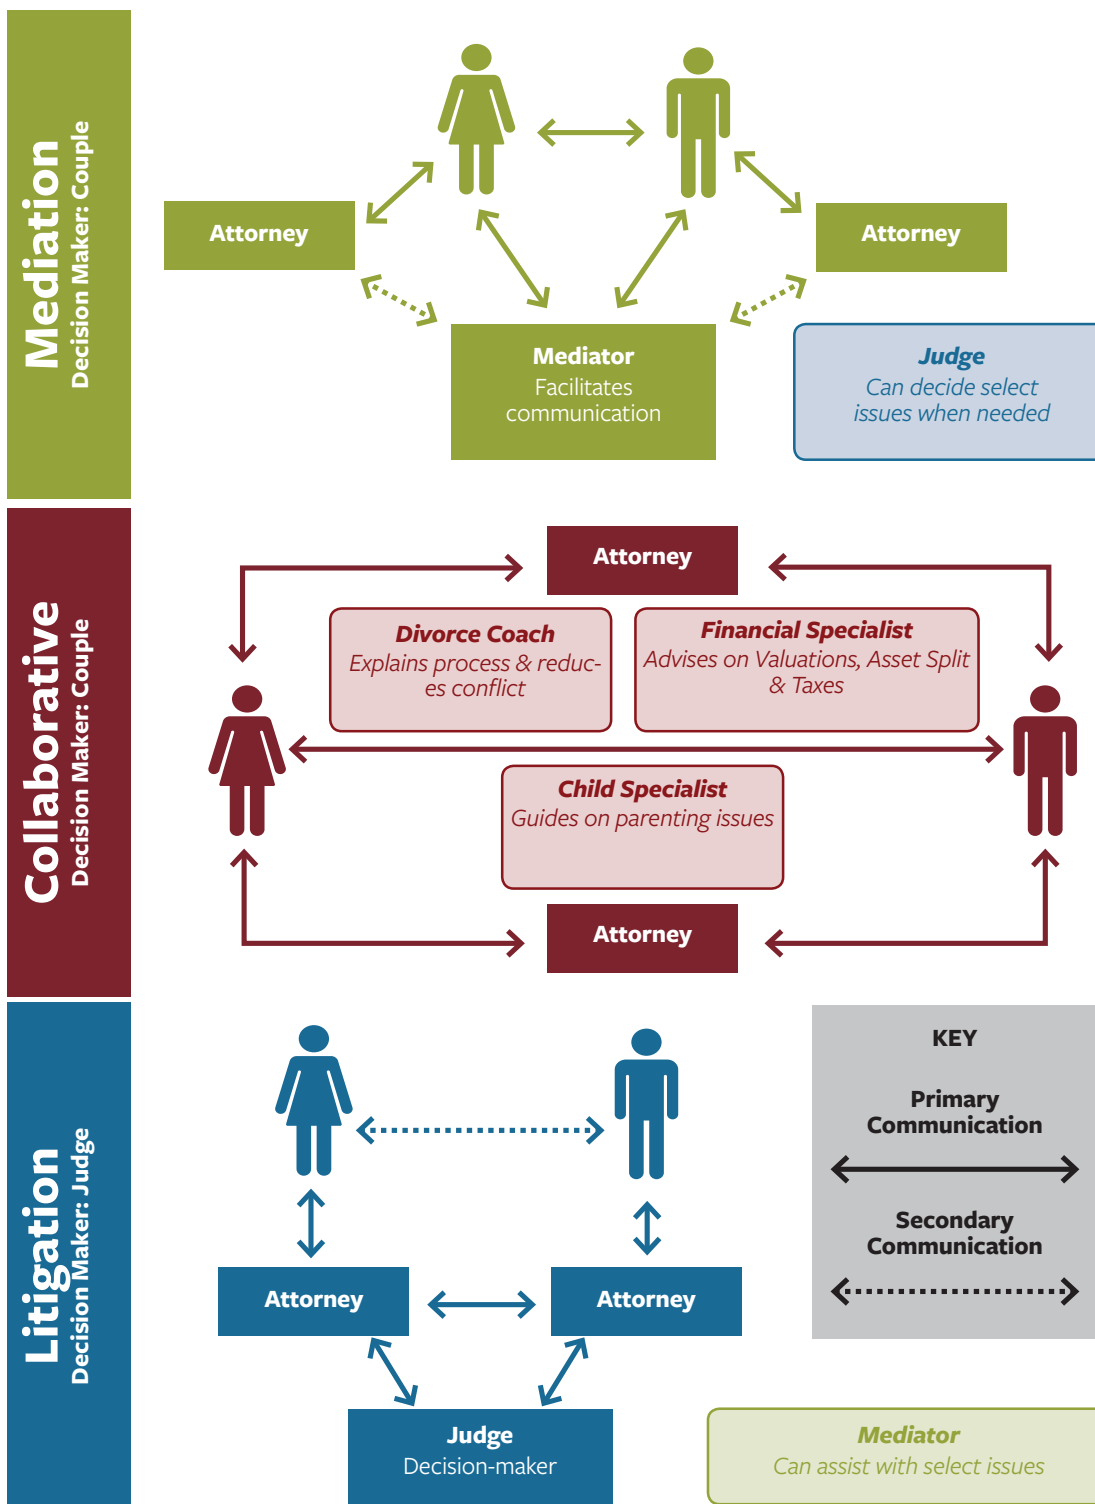 Mediation
Decision Maker: Couple
Attorney
Attorney
Mediator
Facilitates
communication
Judge
Can decide select
issues when needed
Collaborative
Decision Maker: Couple
Attorney
Divorce Coach
Explains process & reduc-
es conflict
Financial Specialist
Advises on Valuations, Asset Split
& Taxes
Child Specialist
Guides on parenting issues
Attorney
Litigation
Decision Maker: Judge
Attorney
Attorney
Judge
Decision-maker
KEY
Primary
Communication
Secondary
Communication
Mediator
Can assist with select issues